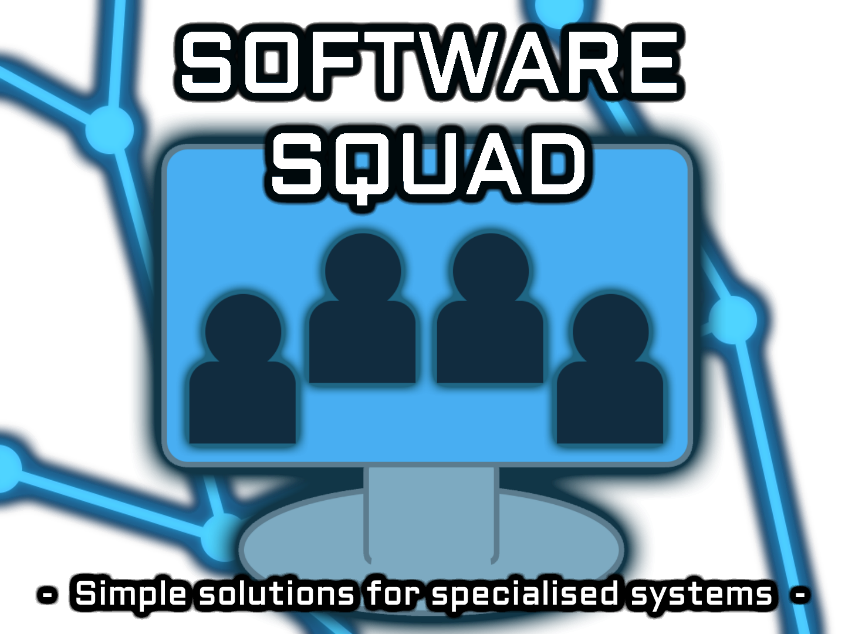 SOFTWARE
SQUAD
- Simple solutions for specialised systems -